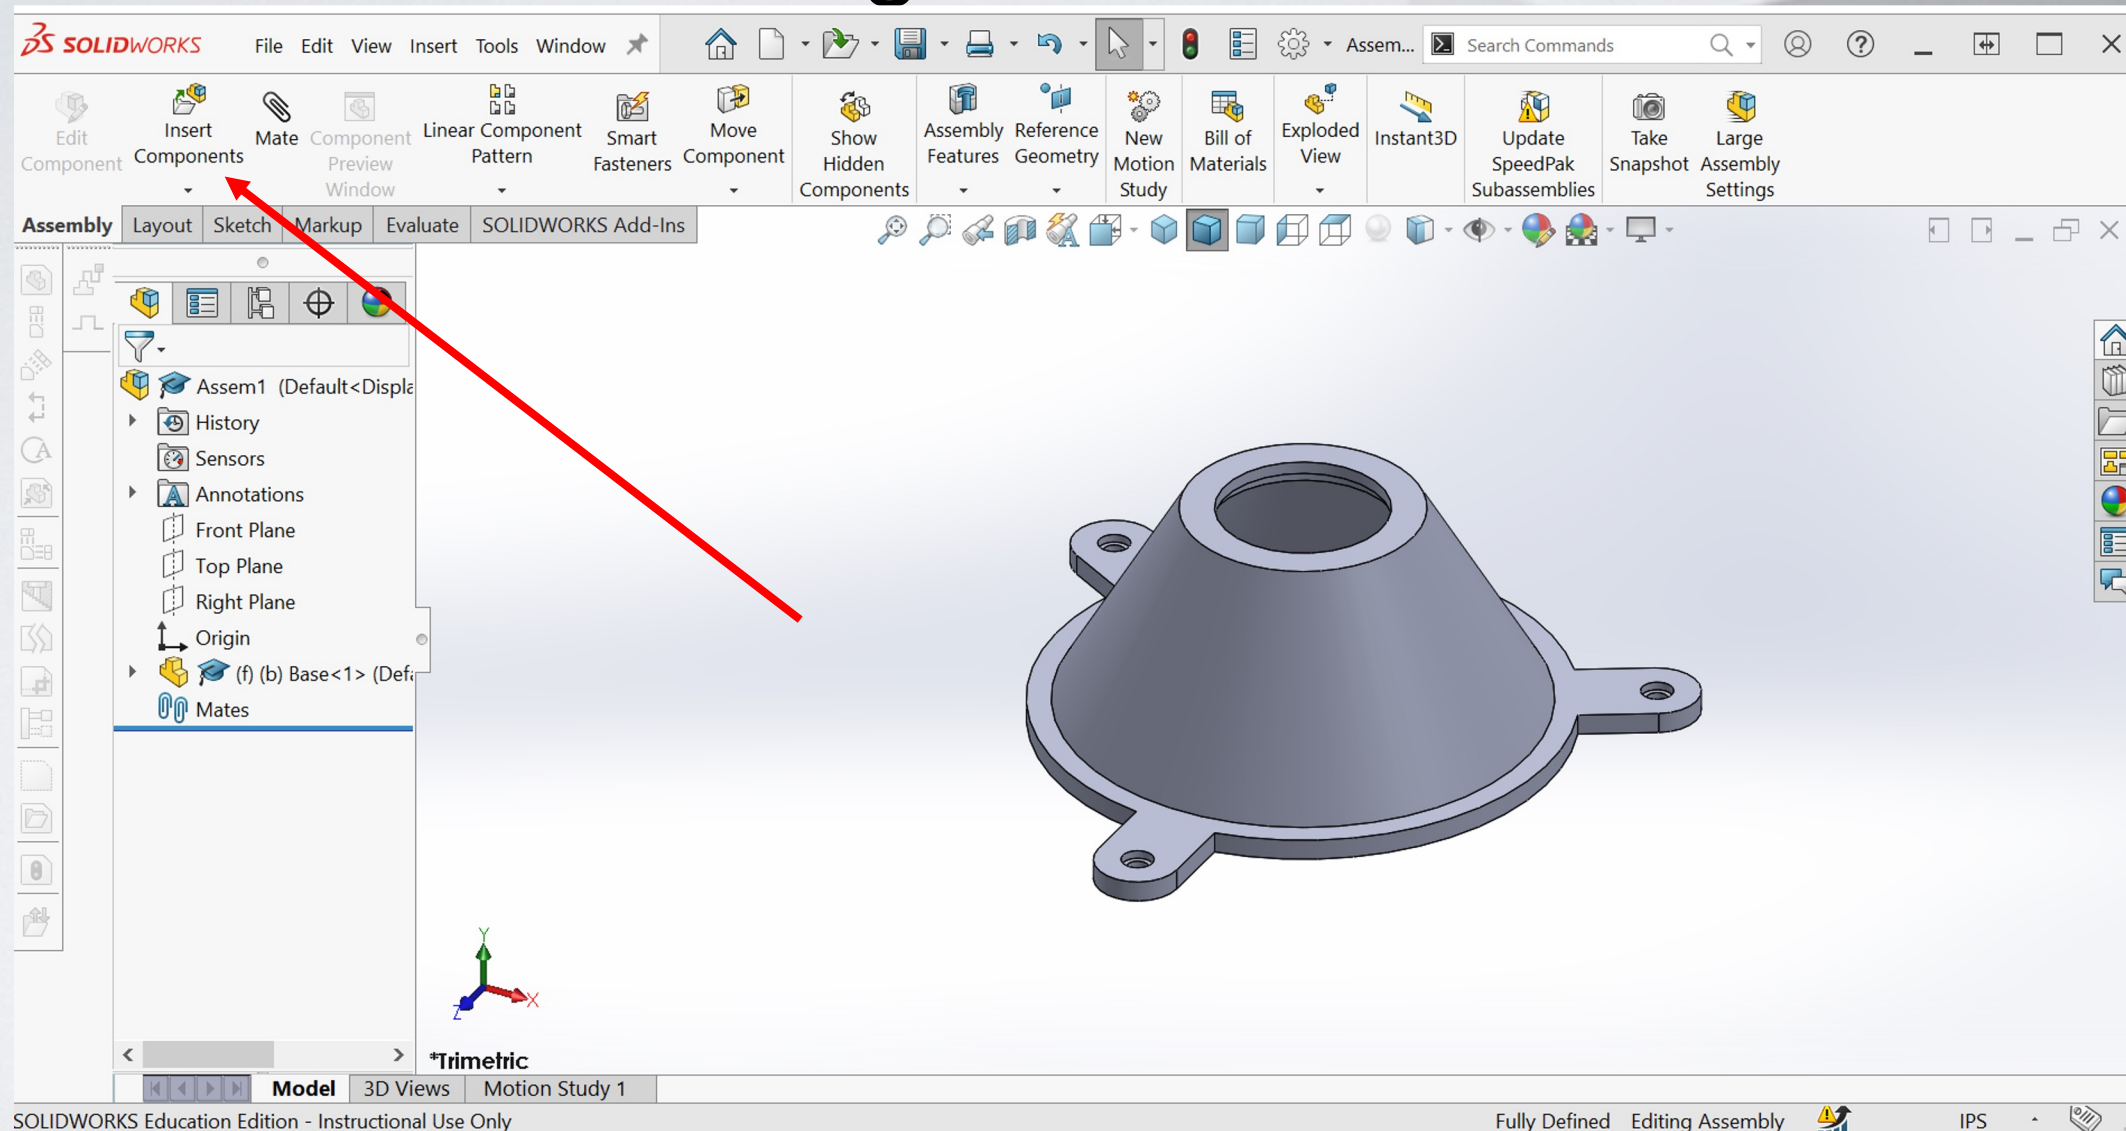 SOLIDWORKS File Edit View Insert Tools Window Assem... Search Commands
Edit Component
Insert Components
Mate
Component Preview Window
Linear Component Pattern
Smart Fasteners
Move Component
Show Hidden Components
Assembly Features
Reference Geometry
New Motion Study
Bill of Materials
Exploded View
Instant3D
Update SpeedPak Subassemblies
Take Snapshot
Large Assembly Settings
Assembly Layout Sketch Markup Evaluate SOLIDWORKS Add-Ins
Assem1 (Default<Displa
History
Sensors
Annotations
Front Plane
Top Plane
Right Plane
Origin
(f) (b) Base<1> (Defa
Mates
Y
X
Z
*Trimetric
Model 3D Views Motion Study 1
SOLIDWORKS Education Edition - Instructional Use Only Fully Defined Editing Assembly IPS